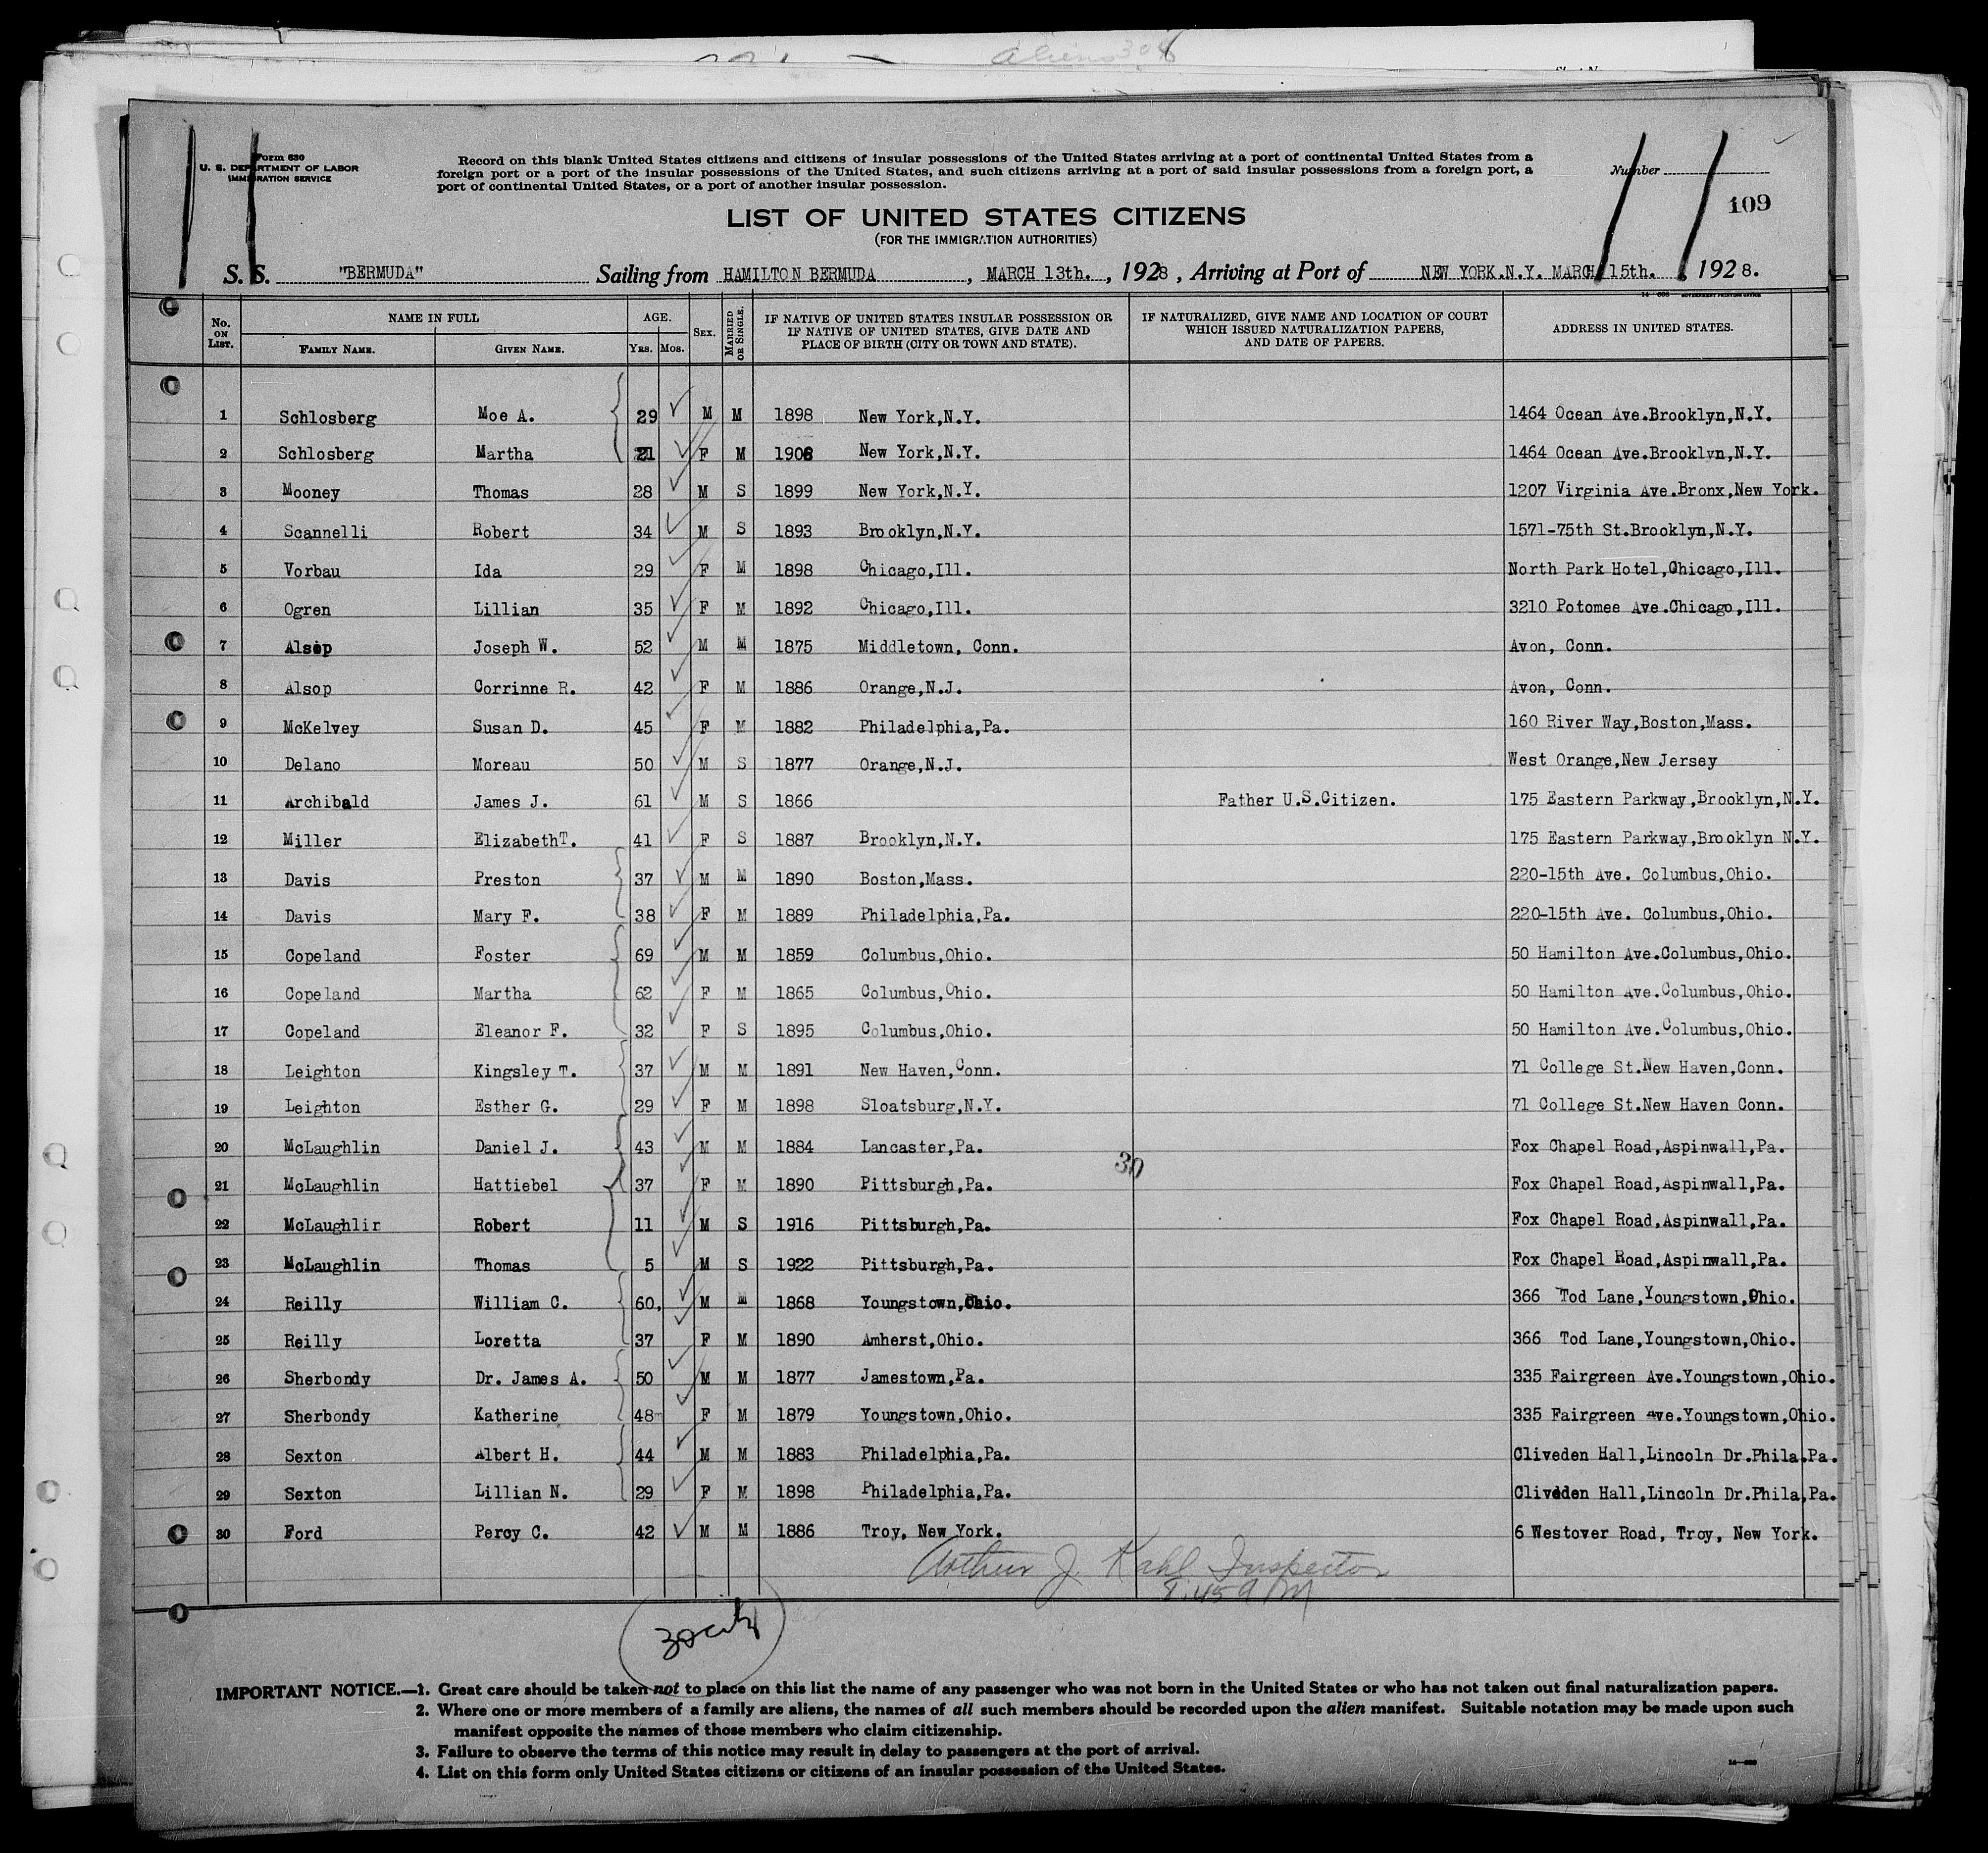 Aliens 306
Form 630
U. S. DEPARTMENT OF LABOR
IMMIGRATION SERVICE
Record on this blank United States citizens and citizens of insular possessions of the United States arriving at a port of continental United States from a
foreign port or a port of the insular possessions of the United States, and such citizens arriving at a port of said insular possessions from a foreign port, a
port of continental United States, or a port of another insular possession.
Number
109
LIST OF UNITED STATES CITIZENS
(FOR THE IMMIGRATION AUTHORITIES)
S. S. "BERMUDA" Sailing from HAMILTON BERMUDA, MARCH 13th., 1928, Arriving at Port of NEW YORK.N.Y. MARCH 15th. 1928.
No. ON LIST. NAME IN FULL FAMILY NAME. GIVEN NAME. AGE. YRS. MOS. SEX. MARRIED OR SINGLE. IF NATIVE OF UNITED STATES INSULAR POSSESSION OR IF NATIVE OF UNITED STATES, GIVE DATE AND PLACE OF BIRTH (CITY OR TOWN AND STATE). IF NATURALIZED, GIVE NAME AND LOCATION OF COURT WHICH ISSUED NATURALIZATION PAPERS, AND DATE OF PAPERS. ADDRESS IN UNITED STATES.
1 Schlosberg Moe A. 29 M M 1898 New York,N.Y. 1464 Ocean Ave.Brooklyn,N.Y.
2 Schlosberg Martha 21 F M 1906 New York,N.Y. 1464 Ocean Ave.Brooklyn,N.Y.
3 Mooney Thomas 28 M S 1899 New York,N.Y. 1207 Virginia Ave.Bronx,New York.
4 Scannelli Robert 34 M S 1893 Brooklyn,N.Y. 1571-75th St.Brooklyn,N.Y.
5 Vorbau Ida 29 F M 1898 Chicago,Ill. North Park Hotel,Chicago,Ill.
6 Ogren Lillian 35 F M 1892 Chicago,Ill. 3210 Potomee Ave.Chicago,Ill.
7 Alsop Joseph W. 52 M M 1875 Middletown, Conn. Avon, Conn.
8 Alsop Corrinne R. 42 F M 1886 Orange,N.J. Avon, Conn.
9 McKelvey Susan D. 45 F M 1882 Philadelphia,Pa. 160 River Way,Boston,Mass.
10 Delano Moreau 50 M S 1877 Orange,N.J. West Orange,New Jersey
11 Archibald James J. 61 M S 1866 Father U.S.Citizen. 175 Eastern Parkway,Brooklyn,N.Y.
12 Miller ElizabethT. 41 F S 1887 Brooklyn,N.Y. 175 Eastern Parkway,Brooklyn N.Y.
13 Davis Preston 37 M M 1890 Boston,Mass. 220-15th Ave. Columbus,Ohio.
14 Davis Mary F. 38 F M 1889 Philadelphia,Pa. 220-15th Ave. Columbus,Ohio.
15 Copeland Foster 69 M M 1859 Columbus,Ohio. 50 Hamilton Ave.Columbus,Ohio.
16 Copeland Martha 62 F M 1865 Columbus,Ohio. 50 Hamilton Ave.Columbus,Ohio.
17 Copeland Eleanor F. 32 F S 1895 Columbus,Ohio. 50 Hamilton Ave.Columbus,Ohio.
18 Leighton Kingsley T. 37 M M 1891 New Haven,Conn. 71 College St.New Haven,Conn.
19 Leighton Esther G. 29 F M 1898 Sloatsburg,N.Y. 71 College St.New Haven Conn.
20 McLaughlin Daniel J. 43 M M 1884 Lancaster,Pa. Fox Chapel Road,Aspinwall,Pa.
30
21 McLaughlin Hattiebel 37 F M 1890 Pittsburgh,Pa. Fox Chapel Road,Aspinwall,Pa.
22 McLaughlin Robert 11 M S 1916 Pittsburgh,Pa. Fox Chapel Road,Aspinwall,Pa.
23 McLaughlin Thomas 5 M S 1922 Pittsburgh,Pa. Fox Chapel Road,Aspinwall,Pa.
24 Reilly William C. 60. M M 1868 Youngstown,Ohio. 366 Tod Lane,Youngstown,Ohio.
25 Reilly Loretta 37 F M 1890 Amherst,Ohio. 366 Tod Lane,Youngstown,Ohio.
26 Sherbondy Dr. James A. 50 M M 1877 Jamestown,Pa. 335 Fairgreen Ave.Youngstown,Ohio.
27 Sherbondy Katherine 48 F M 1879 Youngstown,Ohio. 335 Fairgreen Ave.Youngstown,Ohio.
28 Sexton Albert H. 44 M M 1883 Philadelphia,Pa. Cliveden Hall,Lincoln Dr.Phila.Pa.
29 Sexton Lillian N. 29 F M 1898 Philadelphia,Pa. Clivdden Hall,Lincoln Dr.Phila,Pa.
30 Ford Percy C. 42 M M 1886 Troy, New York. 6 Westover Road, Troy, New York.
Arthur J. Kahl Inspector
30
IMPORTANT NOTICE.—1. Great care should be taken not to place on this list the name of any passenger who was not born in the United States or who has not taken out final naturalization papers.
2. Where one or more members of a family are aliens, the names of all such members should be recorded upon the alien manifest. Suitable notation may be made upon such
manifest opposite the names of those members who claim citizenship.
3. Failure to observe the terms of this notice may result in delay to passengers at the port of arrival.
4. List on this form only United States citizens or citizens of an insular possession of the United States.